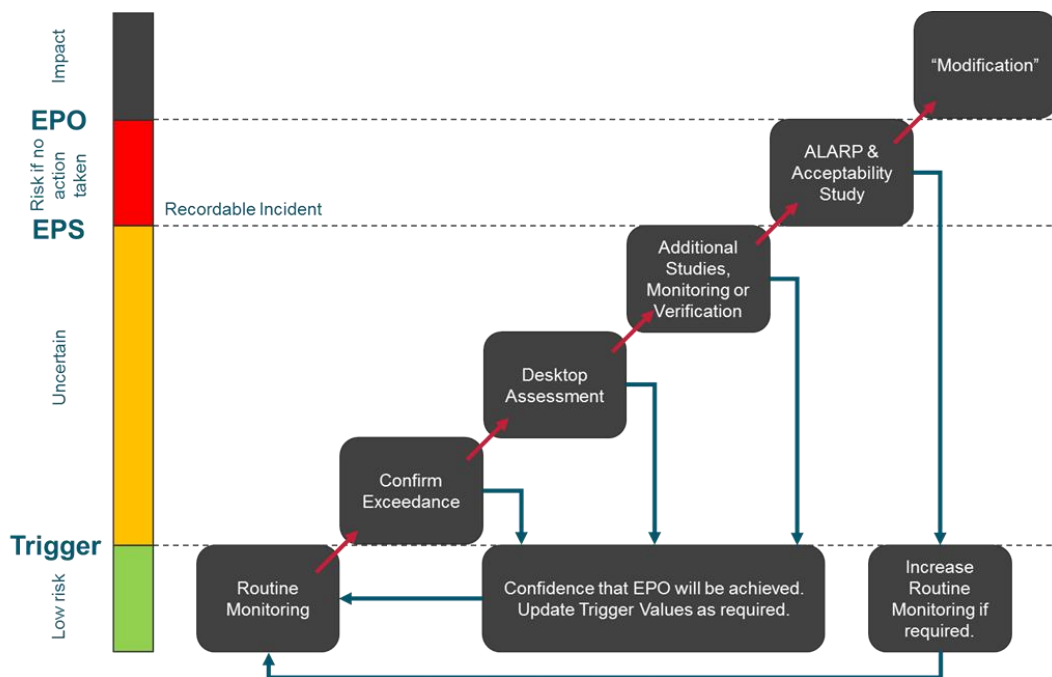 Impact
EPO
Risk if no
action
taken
Recordable Incident
EPS
Uncertain
Trigger
Low risk
“Modification”
ALARP &
Acceptability
Study
Additional
Studies,
Monitoring or
Verification
Desktop
Assessment
Confirm
Exceedance
Routine
Monitoring
Confidence that EPO will be achieved.
Update Trigger Values as required.
Increase
Routine
Monitoring if
required.